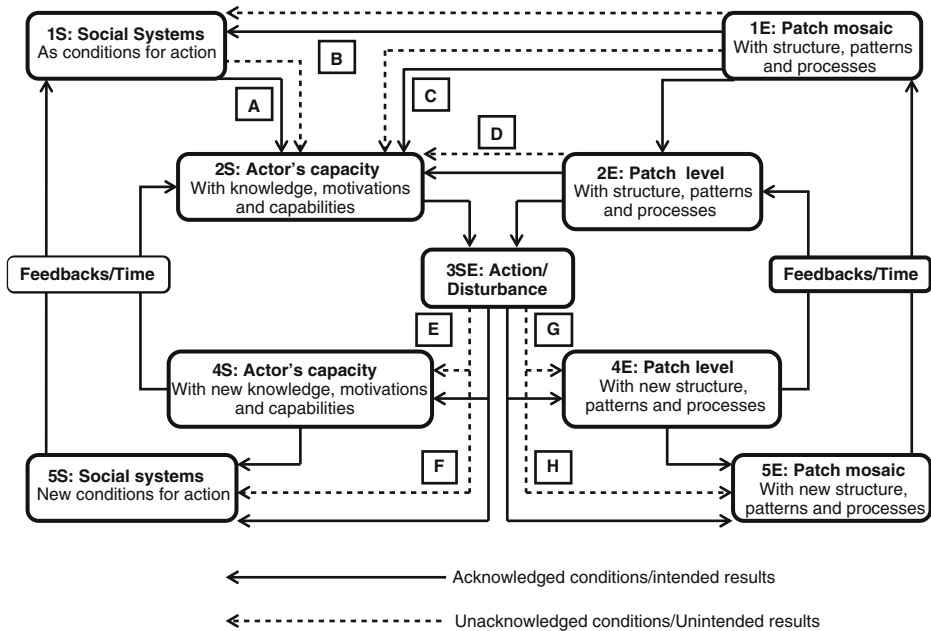 1S: Social Systems
As conditions for action
1E: Patch mosaic
With structure, patterns
and processes
B
A
C
D
2S: Actor's capacity
With knowledge, motivations
and capabilities
2E: Patch level
With structure, patterns
and processes
Feedbacks/Time
3SE: Action/
Disturbance
Feedbacks/Time
E
G
4S: Actor's capacity
With new knowledge, motivations
and capabilities
4E: Patch level
With new structure,
patterns and processes
F
H
5S: Social systems
New conditions for action
5E: Patch mosaic
With new structure,
patterns and processes
Acknowledged conditions/intended results
Unacknowledged conditions/Unintended results